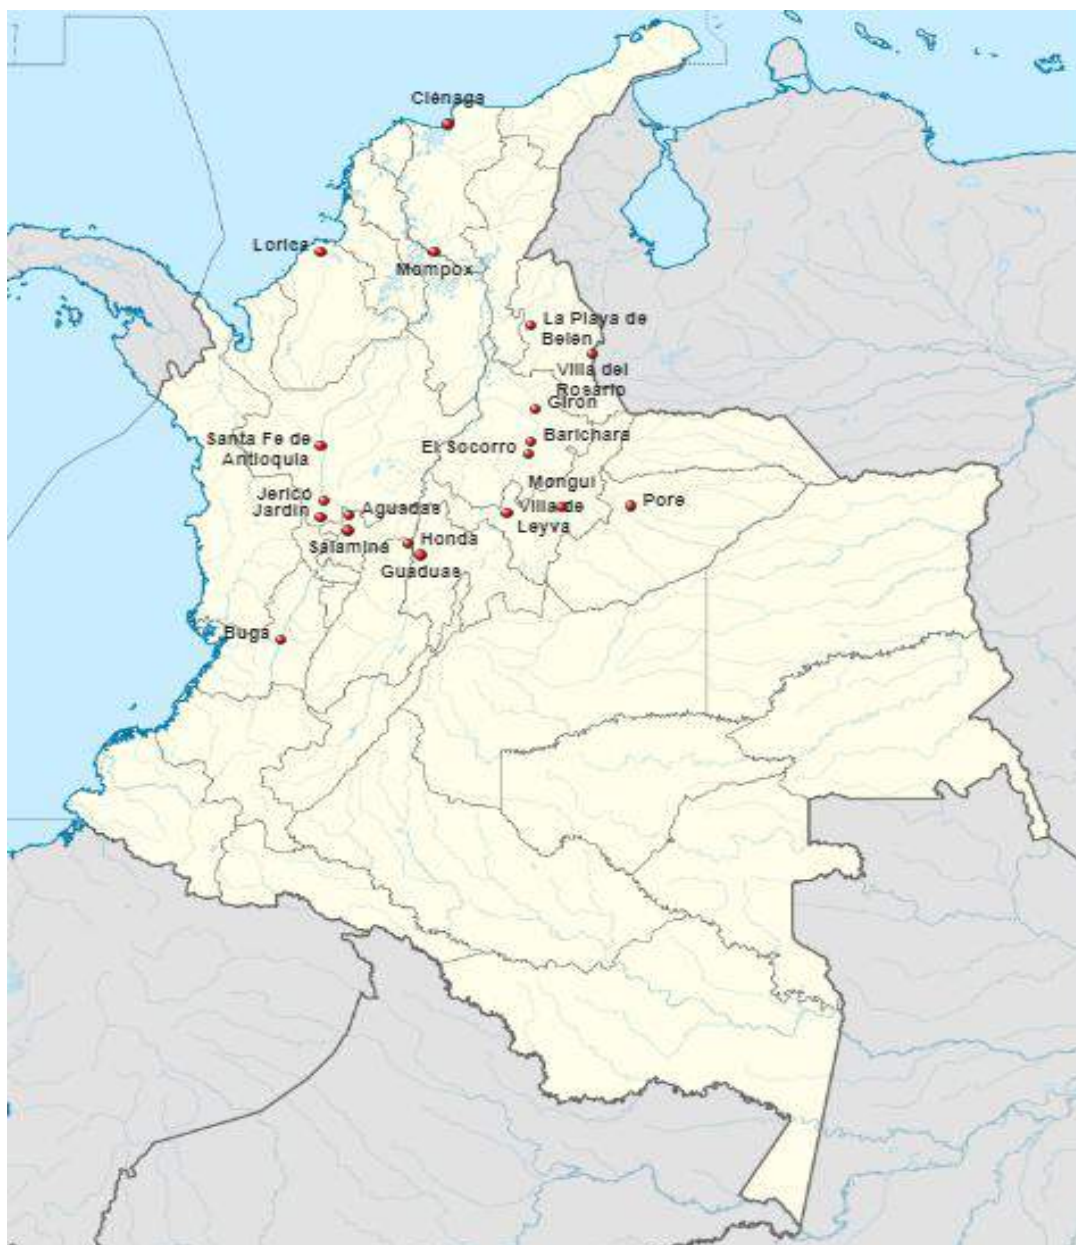 Ciénaga
Lorica
Mompox
La Playa de
Belén
Villa del
Rosario
Girón
Santa Fe de
Antioquia
El Socorro
Barichara
Monguí
Jericó
Jardín
Aguadas
Villa de
Leyva
Pore
Salamina
Honda
Guaduas
Buga